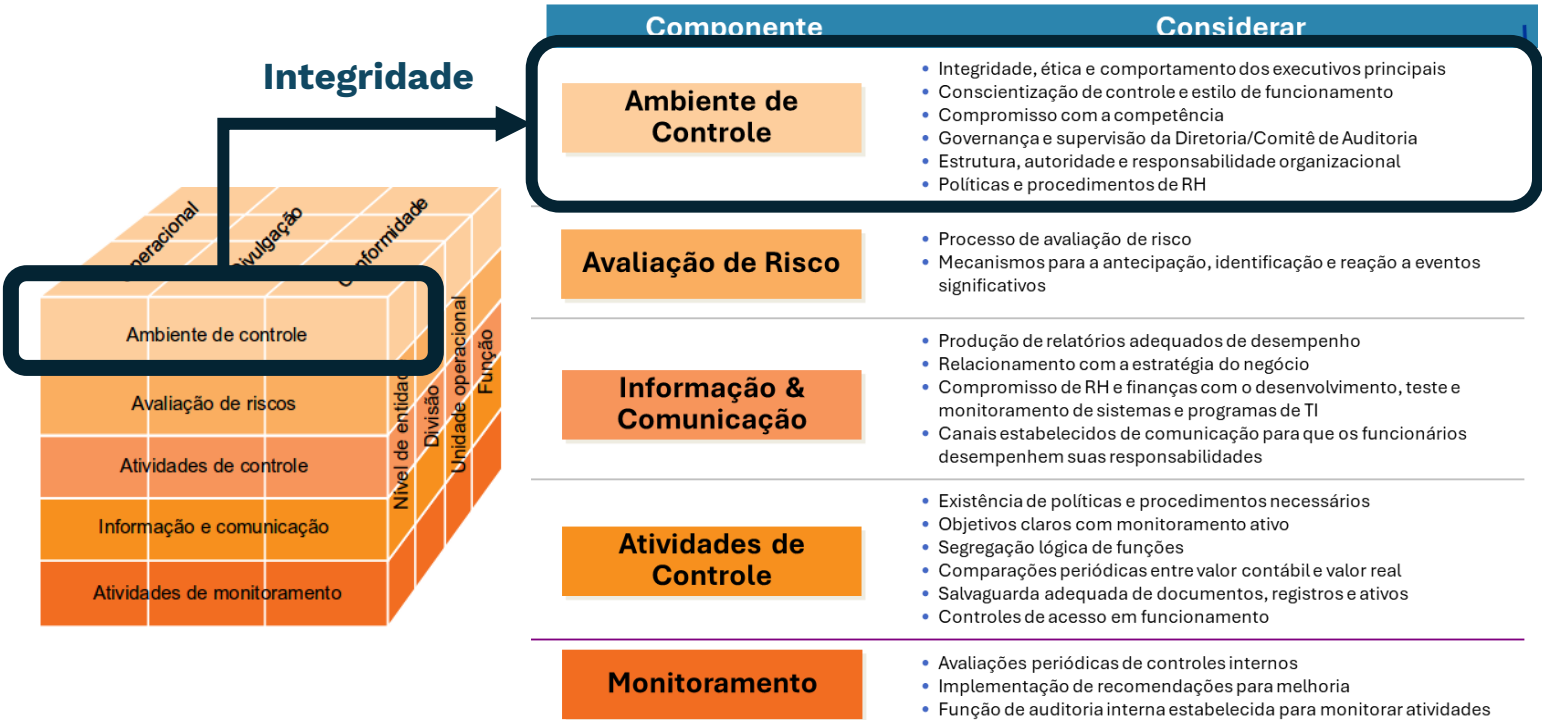 Componente
Considerar
Integridade
Ambiente de
Controle
• Integridade, ética e comportamento dos executivos principais
• Conscientização de controle e estilo de funcionamento
• Compromisso com a competência
• Governança e supervisão da Diretoria/Comitê de Auditoria
• Estrutura, autoridade e responsabilidade organizacional
• Políticas e procedimentos de RH
Avaliação de Risco
• Processo de avaliação de risco
• Mecanismos para a antecipação, identificação e reação a eventos
significativos
Informação &
Comunicação
• Produção de relatórios adequados de desempenho
• Relacionamento com a estratégia do negócio
• Compromisso de RH e finanças com o desenvolvimento, teste e
monitoramento de sistemas e programas de TI
• Canais estabelecidos de comunicação para que os funcionários
desempenhem suas responsabilidades
Atividades de
Controle
• Existência de políticas e procedimentos necessários
• Objetivos claros com monitoramento ativo
• Segregação lógica de funções
• Comparações periódicas entre valor contábil e valor real
• Salvaguarda adequada de documentos, registros e ativos
• Controles de acesso em funcionamento
Monitoramento
• Avaliações periódicas de controles internos
• Implementação de recomendações para melhoria
• Função de auditoria interna estabelecida para monitorar atividades
Operacional
Divulgação
Conformidade
Ambiente de controle
Avaliação de riscos
Atividades de controle
Informação e comunicação
Atividades de monitoramento
Nível de entidade
Divisão
Unidade operacional
Função